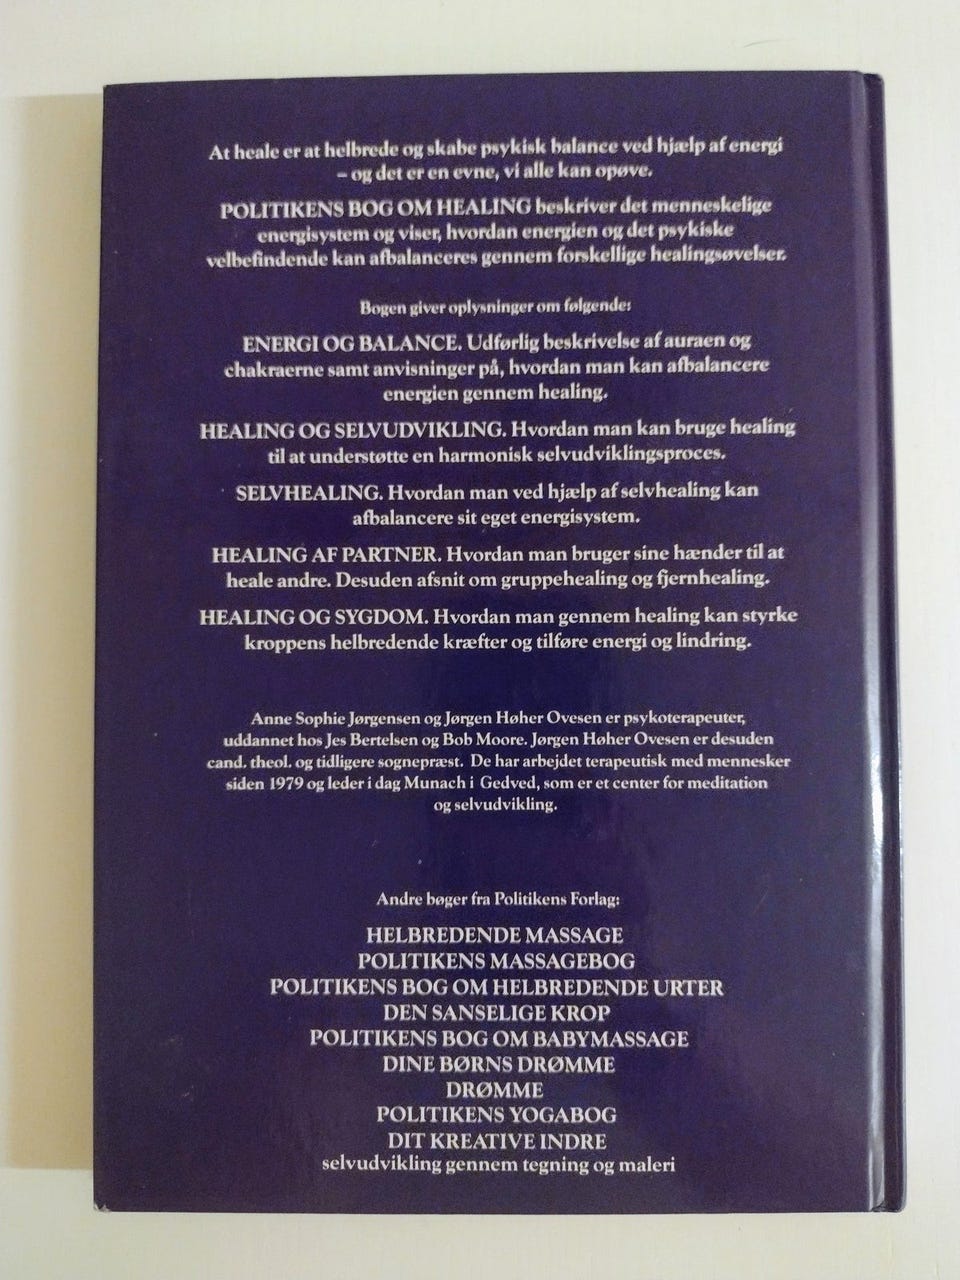 At heale er at helbrede og skabe psykisk balance ved hjælp af energi
– og det er en evne, vi alle kan opøve.
POLITIKENS BOG OM HEALING beskriver det menneskelige
energisystem og viser, hvordan energien og det psykiske
velbefindende kan afbalanceres gennem forskellige healingsøvelser.
Bogen giver oplysninger om følgende:
ENERGI OG BALANCE. Udførlig beskrivelse af auraen og
chakraerne samt anvisninger på, hvordan man kan afbalancere
energien gennem healing.
HEALING OG SELVUDVIKLING. Hvordan man kan bruge healing
til at understøtte en harmonisk selvudviklingsproces.
SELVHEALING. Hvordan man ved hjælp af selvhealing kan
afbalancere sit eget energisystem.
HEALING AF PARTNER. Hvordan man bruger sine hænder til at
heale andre. Desuden afsnit om gruppehealing og fjernhealing.
HEALING OG SYGDOM. Hvordan man gennem healing kan styrke
kroppens helbredende kræfter og tilføre energi og lindring.
Anne Sophie Jørgensen og Jørgen Høher Ovesen er psykoterapeuter,
uddannet hos Jes Bertelsen og Bob Moore. Jørgen Høher Ovesen er desuden
cand. theol. og tidligere sognepræst. De har arbejdet terapeutisk med mennesker
siden 1979 og leder i dag Munach i Gedved, som er et center for meditation
og selvudvikling.
Andre bøger fra Politikens Forlag:
HELBREDENDE MASSAGE
POLITIKENS MASSAGEBOG
POLITIKENS BOG OM HELBREDENDE URTER
DEN SANSELIGE KROP
POLITIKENS BOG OM BABYMASSAGE
DINE BØRNS DRØMME
DRØMME
POLITIKENS YOGABOG
DIT KREATIVE INDRE
selvudvikling gennem tegning og maleri